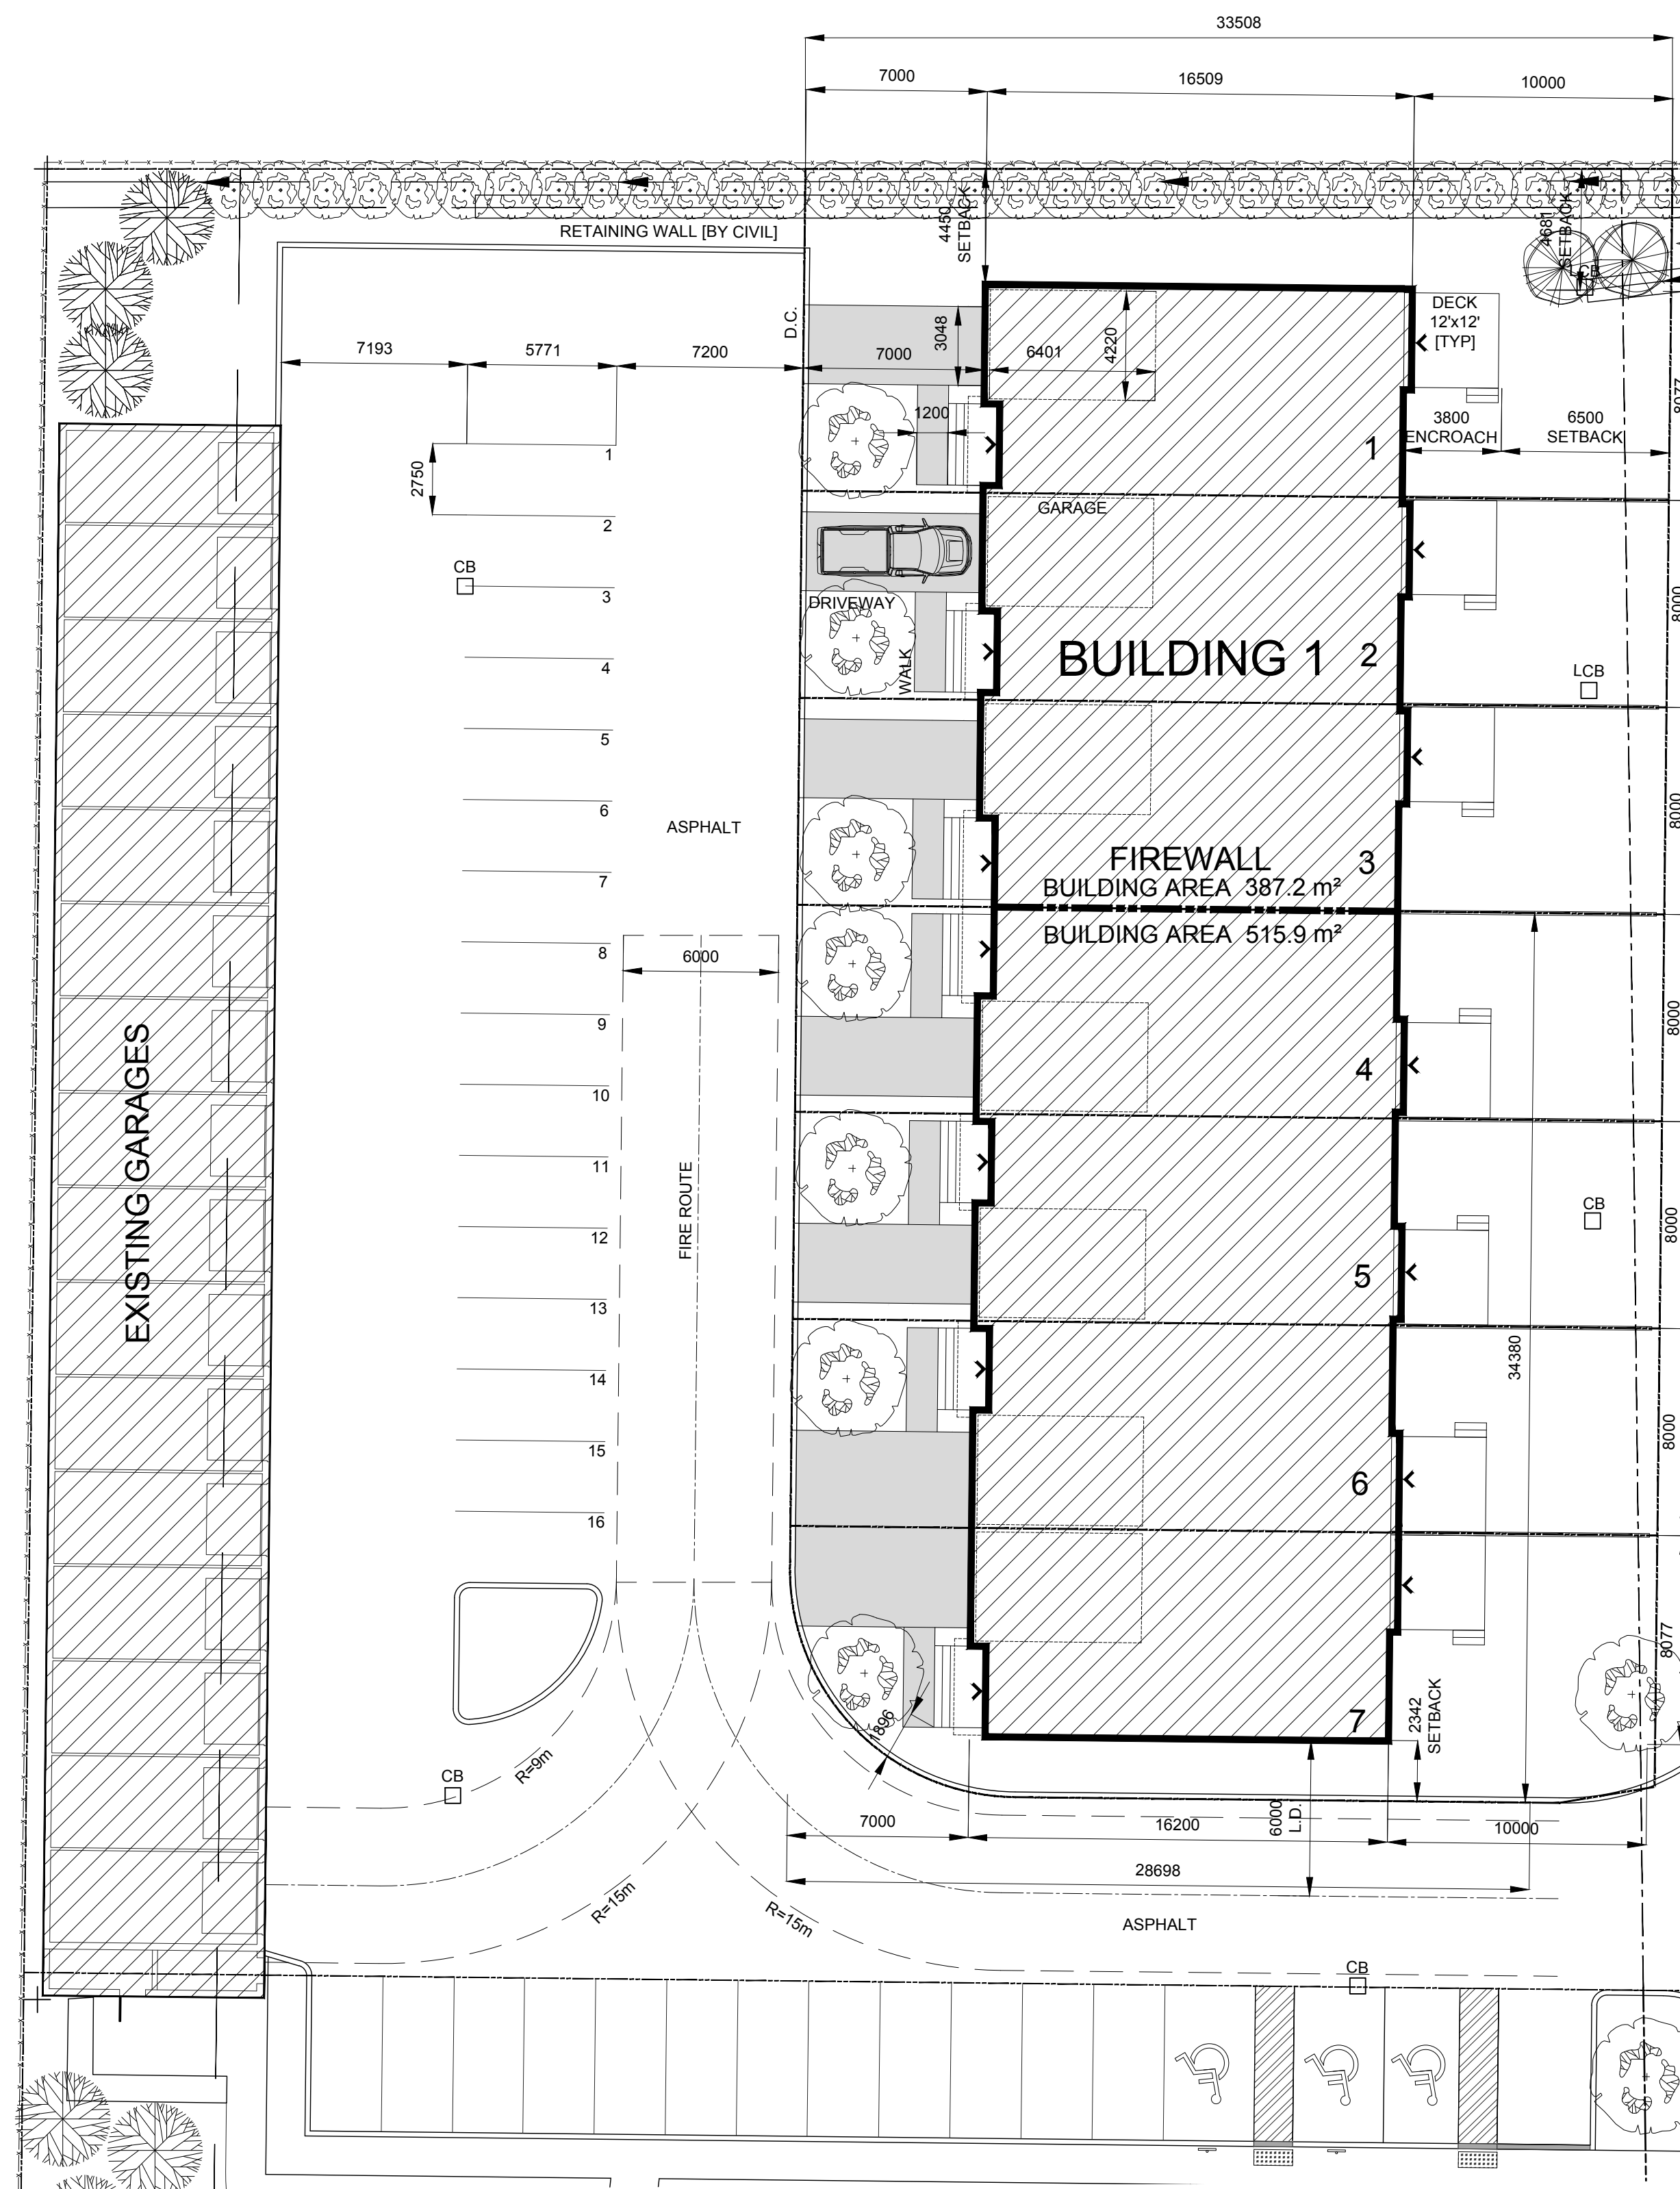 33508
7000
16509
10000
RETAINING WALL [BY CIVIL]
4450
SETBACK
4681
SETBACK
LCB
D.C.
DECK
12'x12'
[TYP]
7193
5771
7200
7000
3048
6401
4220
8077
1200
3800
ENCROACH
6500
SETBACK
1
1
2750
2
GARAGE
CB
3
DRIVEWAY
8000
4
WALK
BUILDING 1
2
LCB
5
6
ASPHALT
8000
7
FIREWALL
3
BUILDING AREA 387.2 m²
BUILDING AREA 515.9 m²
8
6000
9
8000
10
4
EXISTING GARAGES
11
FIRE ROUTE
CB
12
8000
5
13
14
34380
15
8000
6
16
8077
7
2342
SETBACK
1896
R=9m
CB
7000
16200
6000
L.D.
10000
28698
R=15m
R=15m
ASPHALT
CB